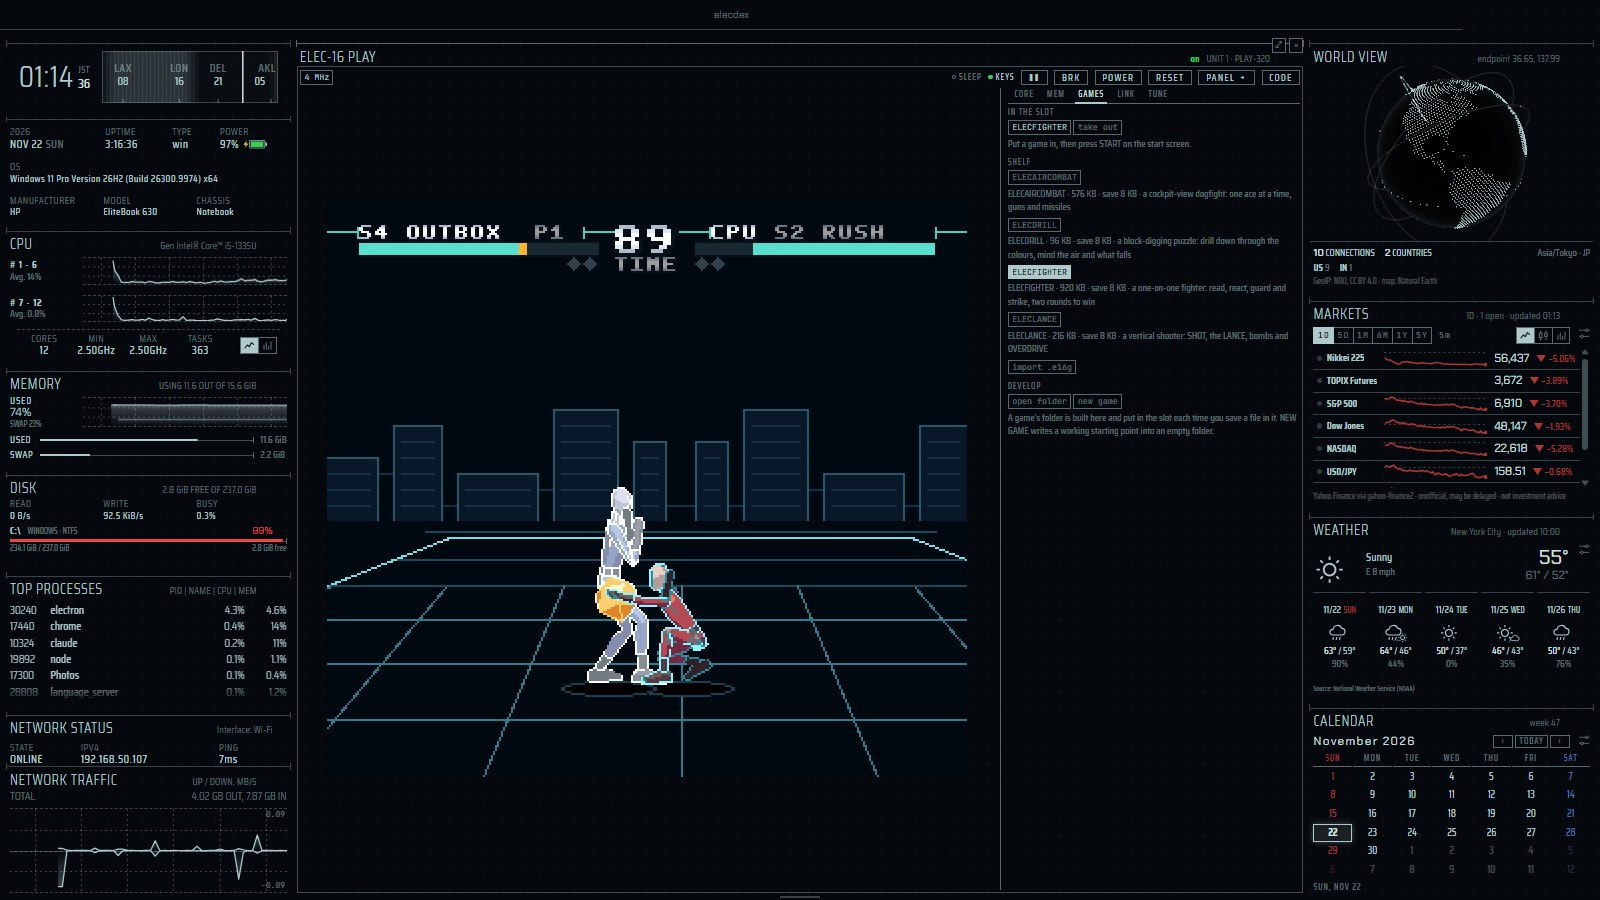 elecdex
01:14 JST 36
LAX 08
LON 16
DEL 21
AKL 05
2026 UPTIME TYPE POWER
NOV 22 SUN 3:16:36 win 97%
OS
Windows 11 Pro Version 26H2 (Build 26300.9974) x64
MANUFACTURER MODEL CHASSIS
HP EliteBook 630 Notebook
CPU Gen Intel® Core™ i5-1335U
# 1 - 6
Avg. 14%
# 7 - 12
Avg. 0.8%
CORES MIN MAX TASKS
12 2.50GHz 2.50GHz 363
MEMORY USING 11.6 OUT OF 15.6 GiB
USED
74%
SWAP 23%
USED 11.6 GiB
SWAP 2.2 GiB
DISK 2.8 GiB FREE OF 237.0 GiB
READ WRITE BUSY
0 B/s 92.5 KiB/s 0.3%
C:\ WINDOWS · NTFS 99%
234.1 GiB / 237.0 GiB 2.8 GiB free
TOP PROCESSES PID | NAME | CPU | MEM
30240 electron 4.3% 4.6%
17440 chrome 0.4% 14%
10324 claude 0.2% 11%
19892 node 0.1% 1.1%
17300 Photos 0.1% 0.4%
28808 language_server 0.1% 1.2%
NETWORK STATUS Interface: Wi-Fi
STATE IPV4 PING
ONLINE 192.168.50.107 7ms
NETWORK TRAFFIC UP / DOWN, MB/S
TOTAL 4.02 GB OUT, 7.87 GB IN
0.09
-0.09
ELEC-16 PLAY on UNIT 1 · PLAY-320
4 MHz SLEEP KEYS BRK POWER RESET PANEL CODE
S4 OUTBOX P1 89 CPU S2 RUSH
TIME
CORE MEM GAMES LINK TUNE
IN THE SLOT
ELECFIGHTER take out
Put a game in, then press START on the start screen.
SHELF
ELECAIRCOMBAT
ELECAIRCOMBAT · 576 KB · save 8 KB · a cockpit-view dogfight: one ace at a time,
guns and missiles
ELECDRILL
ELECDRILL · 96 KB · save 8 KB · a block-digging puzzle: drill down through the
colours, mind the air and what falls
ELECFIGHTER
ELECFIGHTER · 920 KB · save 8 KB · a one-on-one fighter: read, react, guard and
strike, two rounds to win
ELECLANCE
ELECLANCE · 216 KB · save 8 KB · a vertical shooter: SHOT, the LANCE, bombs and
OVERDRIVE
import .e16g
DEVELOP
open folder new game
A game's folder is built here and put in the slot each time you save a file in it. NEW
GAME writes a working starting point into an empty folder.
WORLD VIEW endpoint 36.65, 137.99
10 CONNECTIONS 2 COUNTRIES Asia/Tokyo · JP
US 9 IN 1
GeoIP: NRO, CC BY 4.0 · map: Natural Earth
MARKETS 1D · 1 open · updated 01:13
1D 5D 1M 6M 1Y 5Y 5m
Nikkei 225 56,437 ▼ -5.06%
TOPIX Futures 3,672 ▼ -3.89%
S&P 500 6,910 ▼ -3.70%
Dow Jones 48,147 ▼ -1.93%
NASDAQ 22,618 ▼ -5.28%
USD/JPY 158.51 ▼ -0.68%
Yahoo Finance via yahoo-finance2 · unofficial, may be delayed · not investment advice
WEATHER New York City · updated 10:00
Sunny 55°
E 8 mph 61° / 52°
11/22 SUN 11/23 MON 11/24 TUE 11/25 WED 11/26 THU
63° / 59° 64° / 46° 50° / 37° 46° / 43° 50° / 43°
90% 44% 0% 35% 76%
Source: National Weather Service (NOAA)
CALENDAR week 47
November 2026 ‹ TODAY ›
SUN MON TUE WED THU FRI SAT
1 2 3 4 5 6 7
8 9 10 11 12 13 14
15 16 17 18 19 20 21
22 23 24 25 26 27 28
29 30 1 2 3 4 5
6 7 8 9 10 11 12
SUN, NOV 22